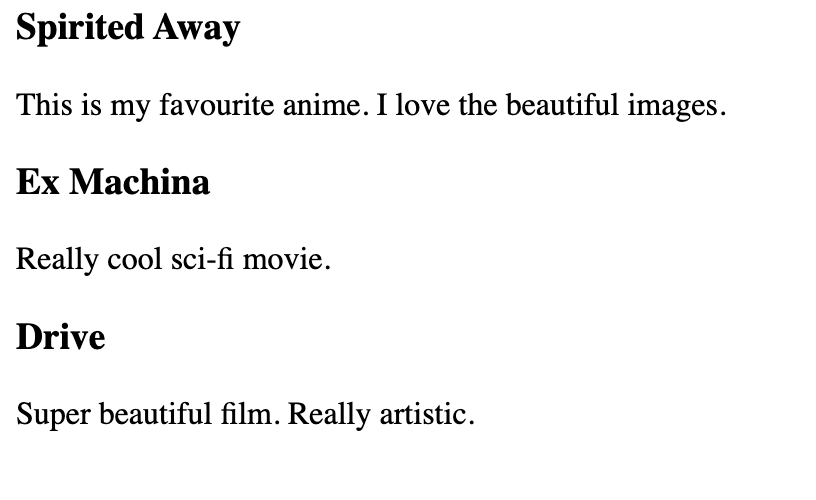 Spirited Away
This is my favourite anime. I love the beautiful images.
Ex Machina
Really cool sci-fi movie.
Drive
Super beautiful film. Really artistic.